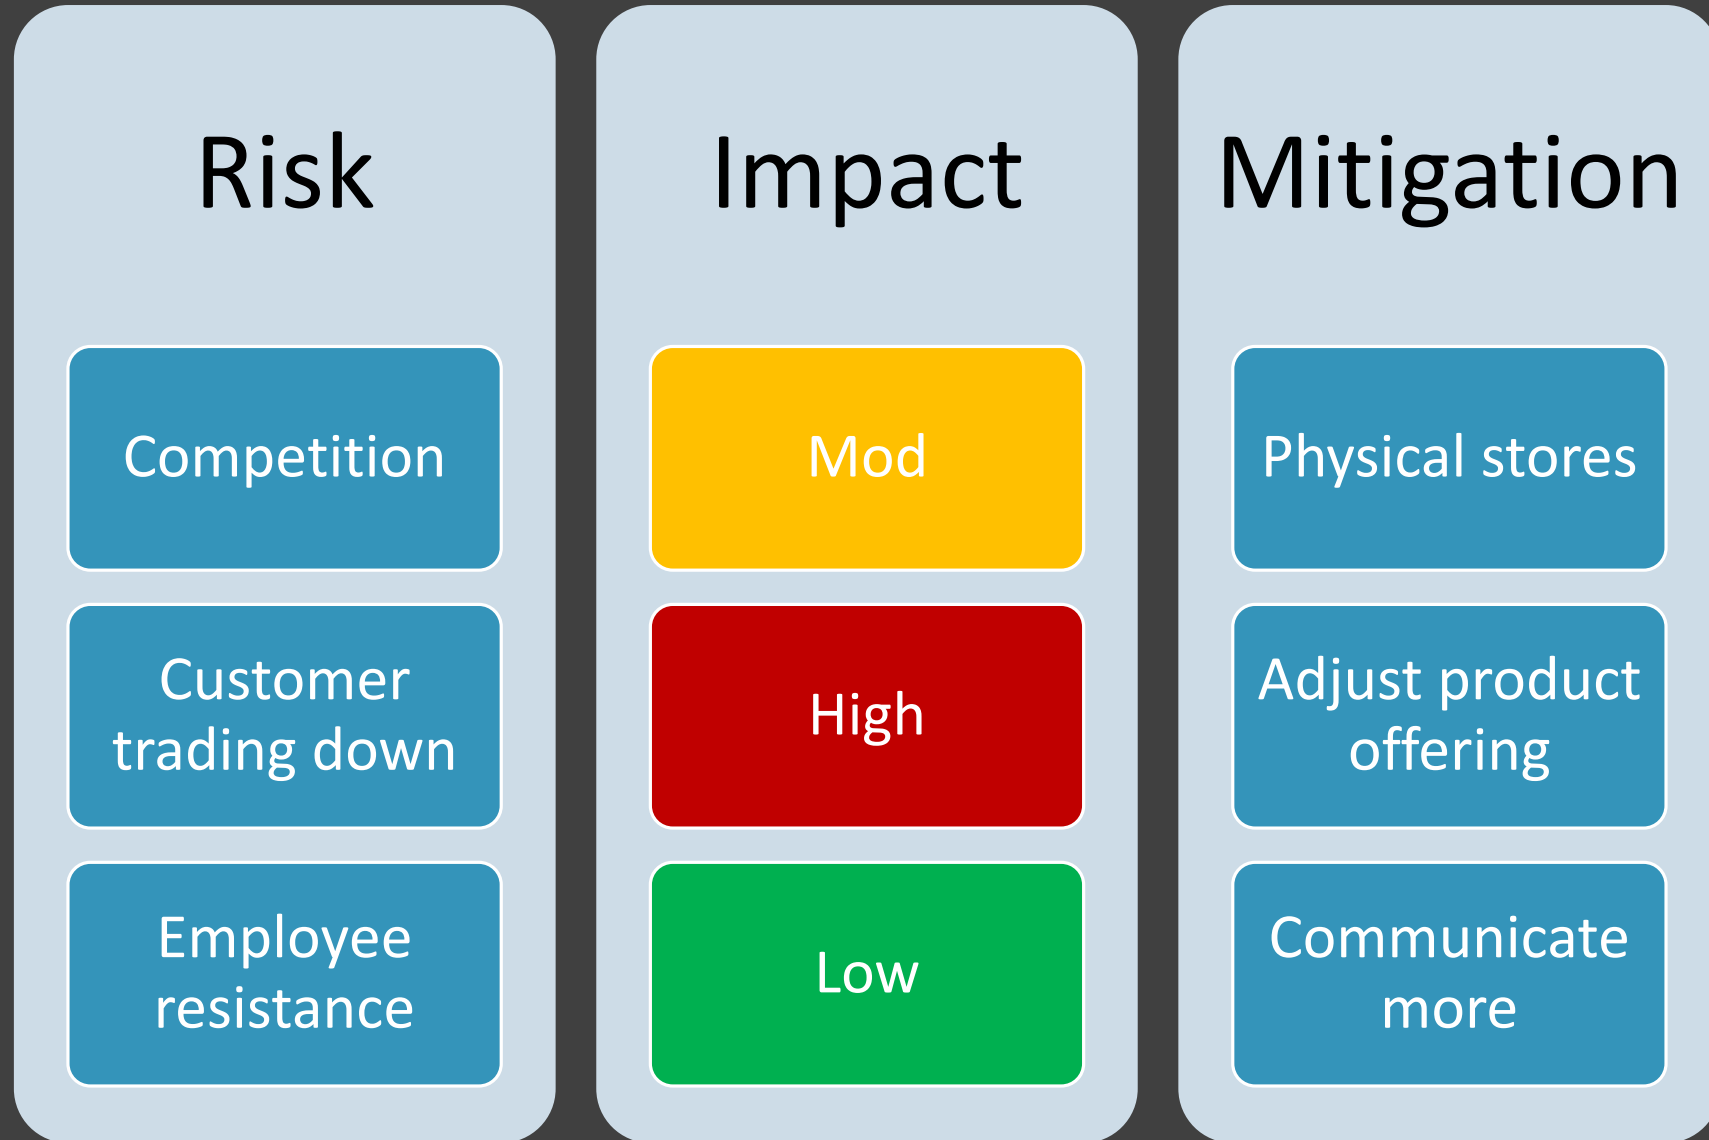 Risk
Competition
Customer
trading down
Employee
resistance
Impact
Mod
High
Low
Mitigation
Physical stores
Adjust product
offering
Communicate
more